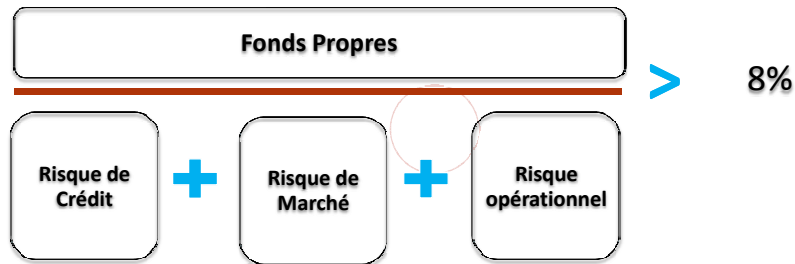 Fonds Propres
> 8%
Risque de
Crédit
+
Risque de
Marché
+
Risque
opérationnel